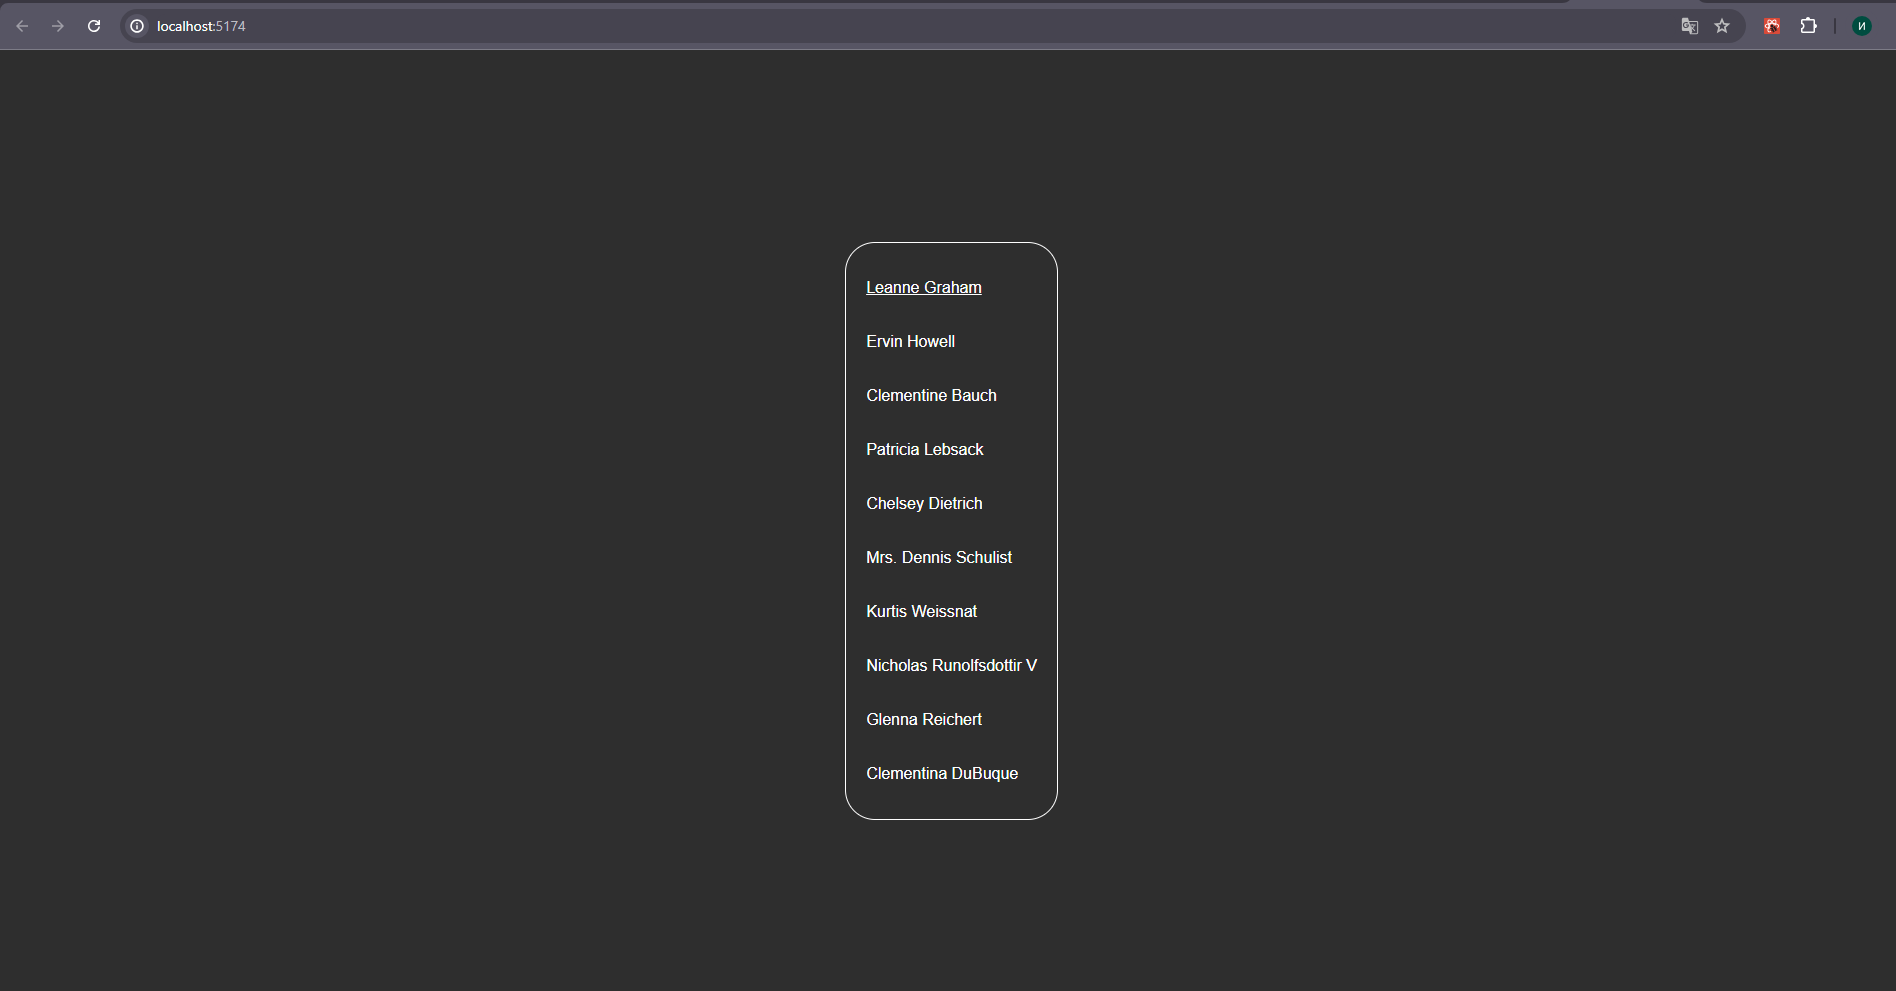 localhost:5174
И
Leanne Graham
Ervin Howell
Clementine Bauch
Patricia Lebsack
Chelsey Dietrich
Mrs. Dennis Schulist
Kurtis Weissnat
Nicholas Runolfsdottir V
Glenna Reichert
Clementina DuBuque